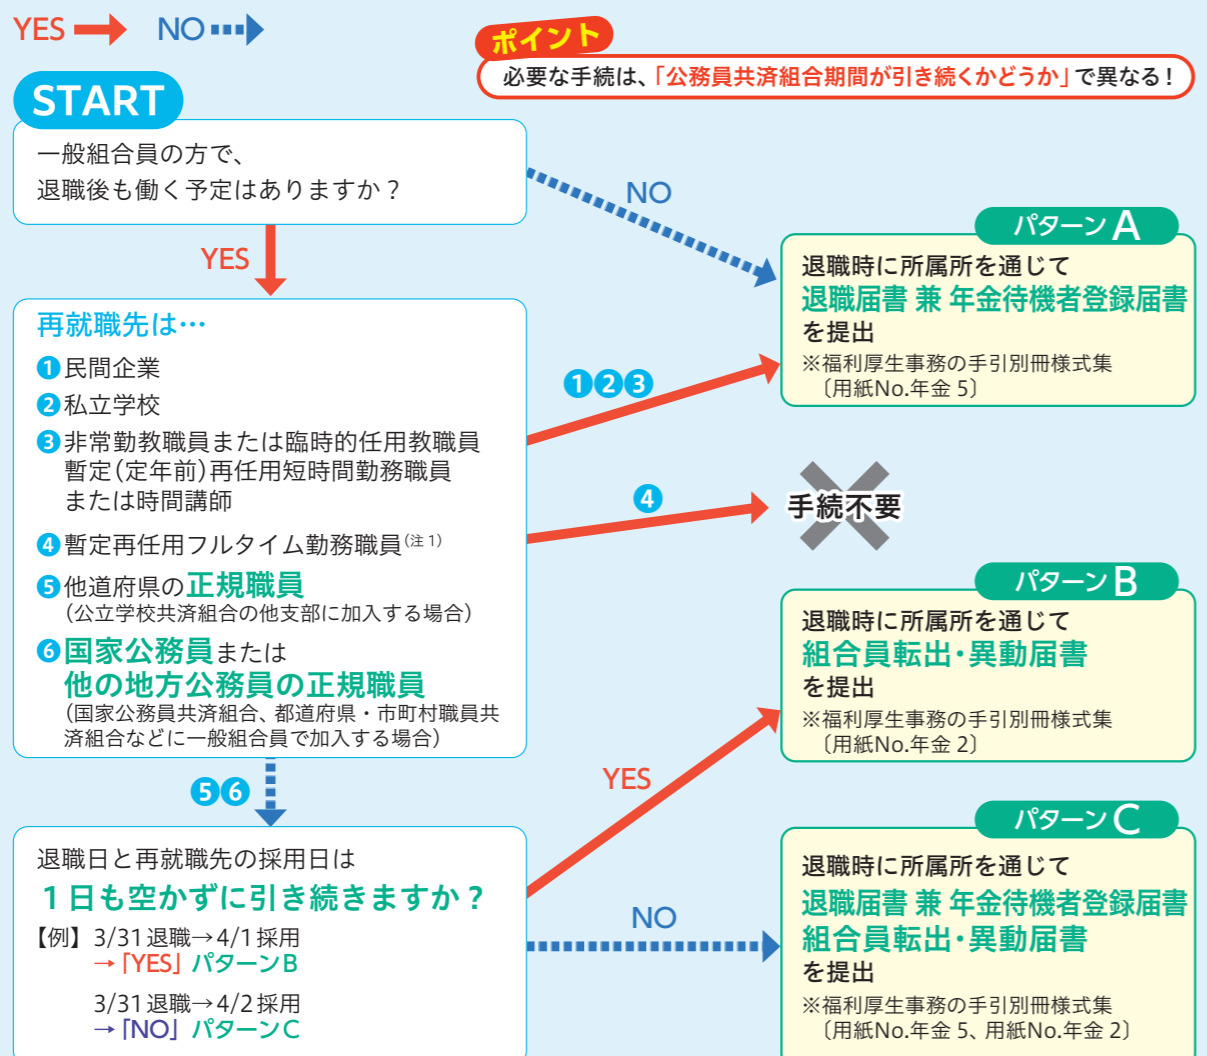 YES NO
ポイント
必要な手続は、「公務員共済組合期間が引き続くかどうか」で異なる!
START
一般組合員の方で、
退職後も働く予定はありますか?
NO
YES
再就職先は…
❶民間企業
❷私立学校
❸非常勤教職員または臨時的任用教職員
暫定(定年前)再任用短時間勤務職員
または時間講師
❹暫定再任用フルタイム勤務職員(注1)
❺他道府県の正規職員
(公立学校共済組合の他支部に加入する場合)
❻国家公務員または
他の地方公務員の正規職員
(国家公務員共済組合、都道府県・市町村職員共
済組合などに一般組合員で加入する場合)
❶❷❸
❹
❺❻
パターンA
退職時に所属所を通じて
退職届書 兼 年金待機者登録届書
を提出
※福利厚生事務の手引別冊様式集
〔用紙No.年金5〕
手続不要
パターンB
退職時に所属所を通じて
組合員転出・異動届書
を提出
※福利厚生事務の手引別冊様式集
〔用紙No.年金2〕
退職日と再就職先の採用日は
1日も空かずに引き続きますか?
【例】3/31退職→4/1採用
→「YES」パターンB
3/31退職→4/2採用
→「NO」パターンC
YES
NO
パターンC
退職時に所属所を通じて
退職届書 兼 年金待機者登録届書
組合員転出・異動届書
を提出
※福利厚生事務の手引別冊様式集
〔用紙No.年金5、用紙No.年金2〕